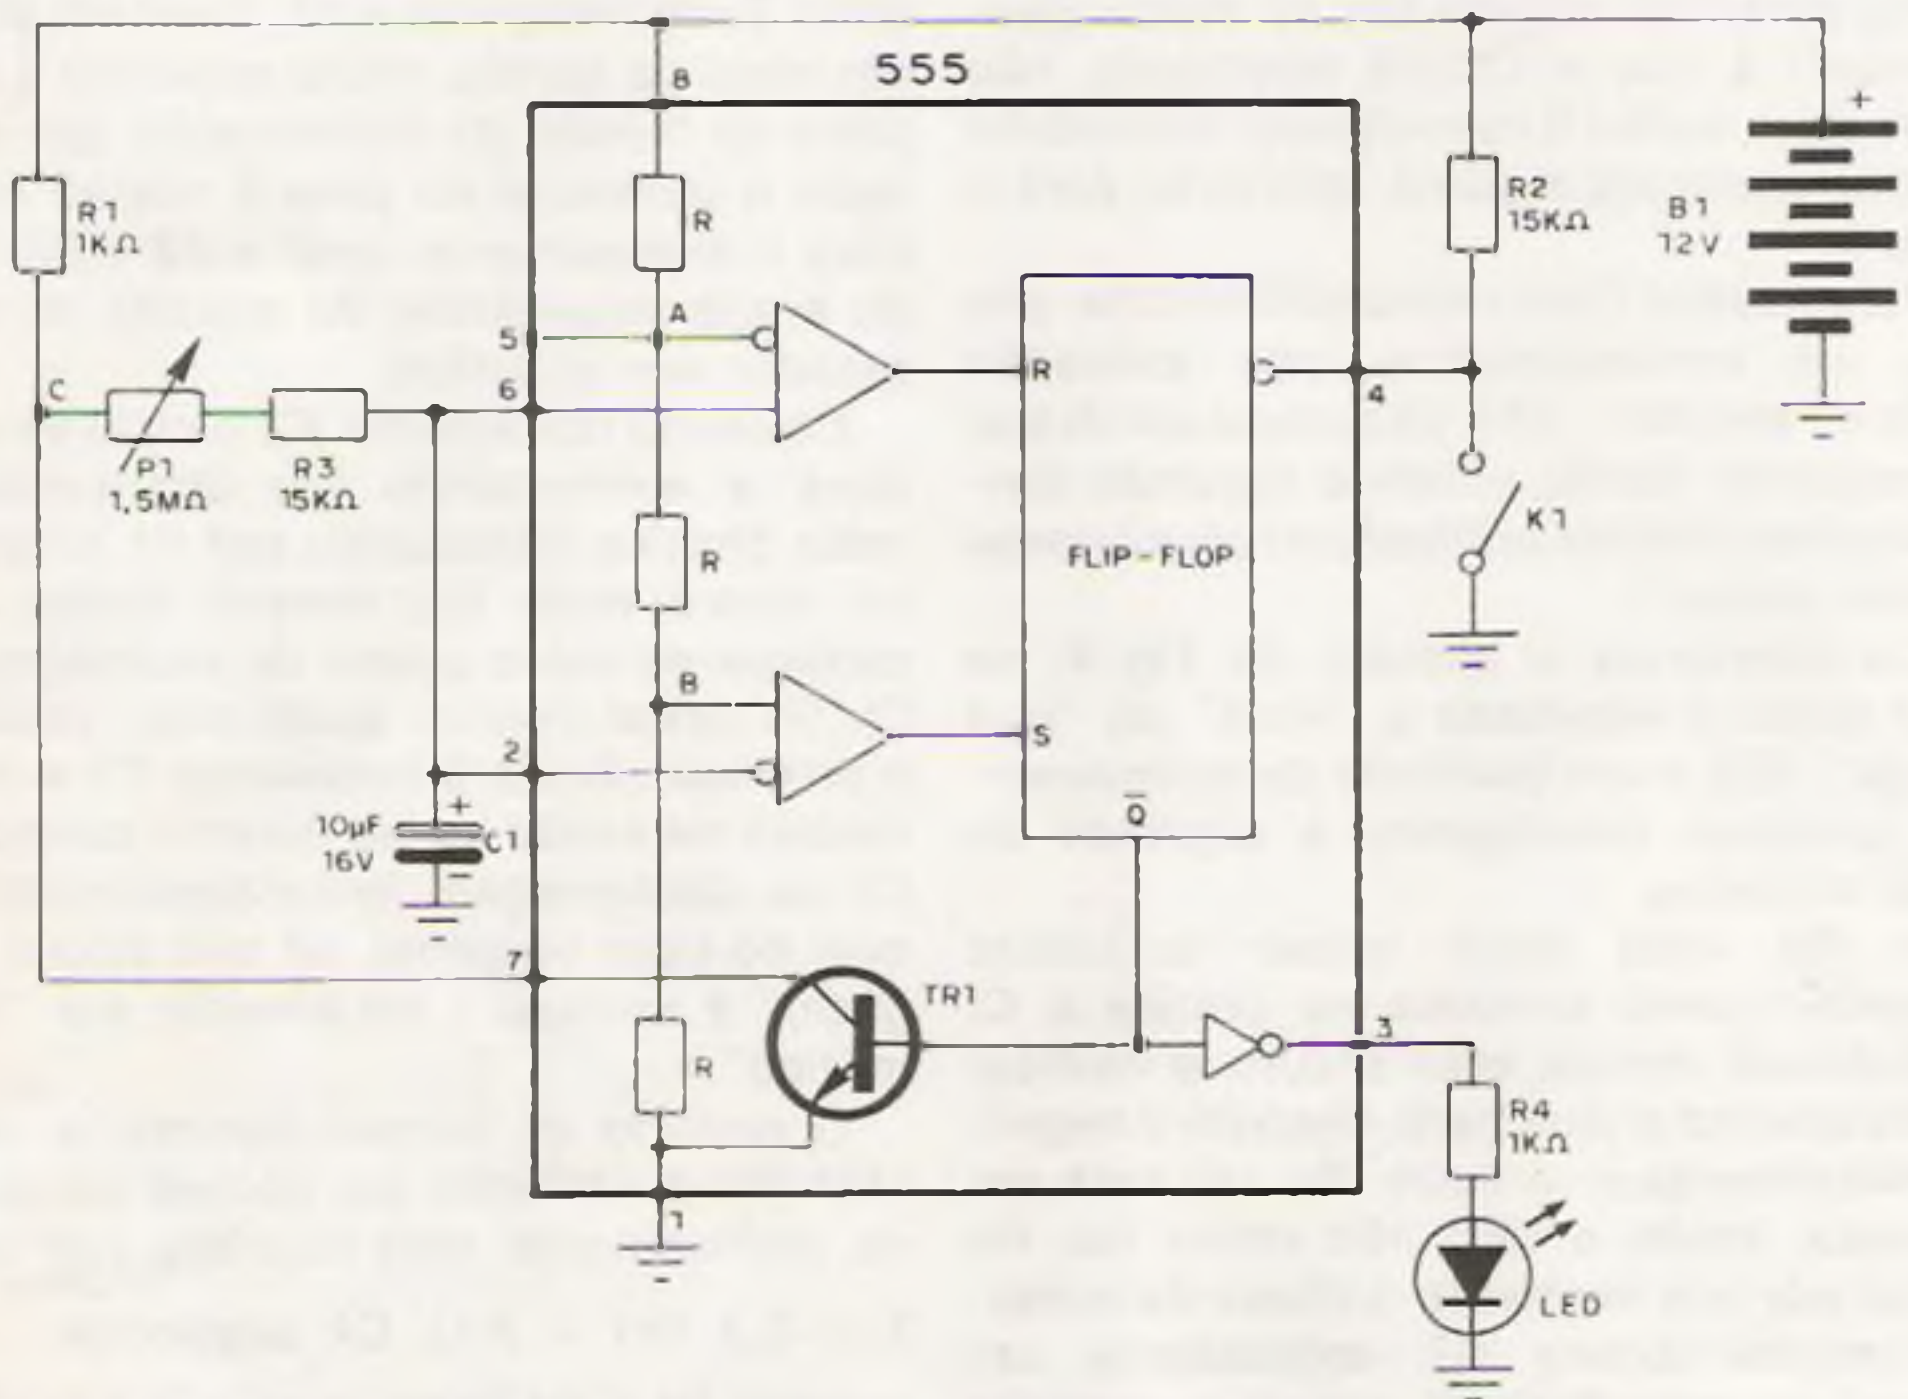 555
8
R1
1KΩ
R
R2
15KΩ
B1
12V
+
A
5
R
C
6
4
P1
1,5MΩ
R3
15KΩ
K1
R
FLIP-FLOP
B
2
S
Q̅
+
10µF
16V
C1
-
7
TR1
3
R
R4
1KΩ
1
LED